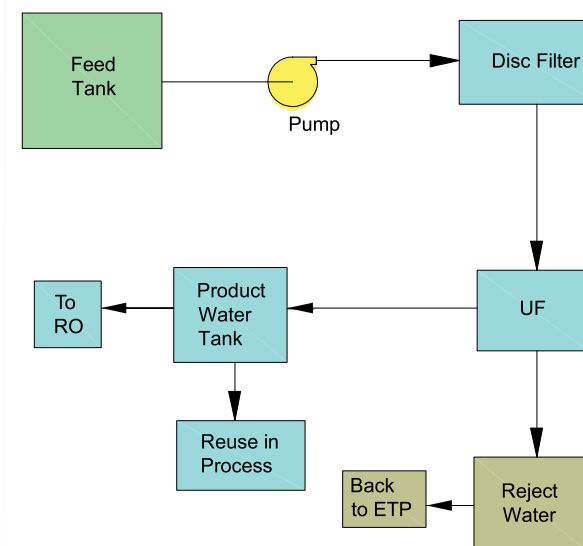 Feed
Tank
Pump
Disc Filter
To
RO
Product
Water
Tank
UF
Reuse in
Process
Back
to ETP
Reject
Water